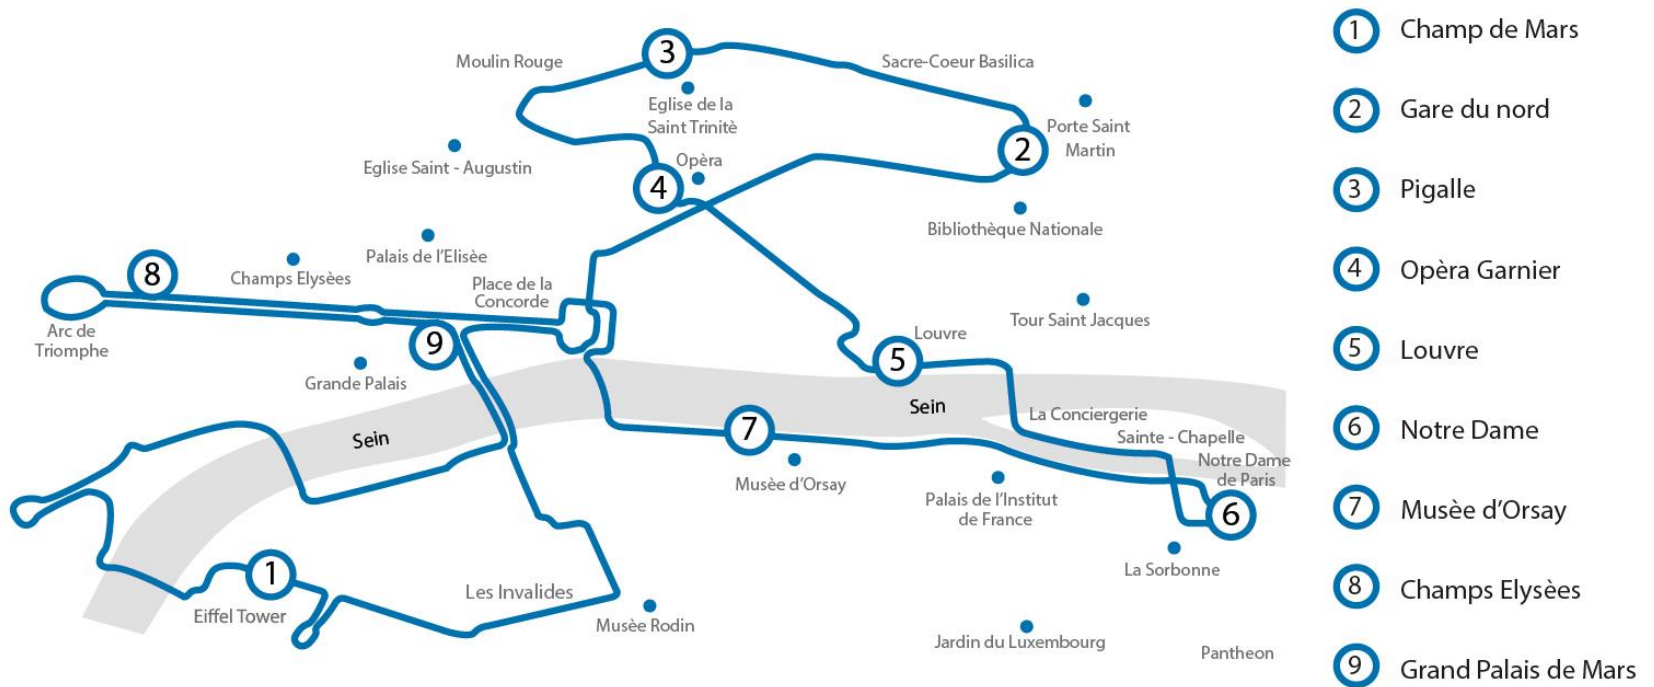 3
Moulin Rouge
Sacre-Coeur Basilica
Eglise de la
Saint Trinitè
Porte Saint
Martin
2
Opèra
Eglise Saint - Augustin
4
Bibliothèque Nationale
Palais de l'Elisèe
8
Champs Elysèes
Place de la
Concorde
Arc de
Triomphe
9
Grande Palais
Tour Saint Jacques
Louvre
5
Sein
Sein
7
La Conciergerie
Sainte - Chapelle
Notre Dame
de Paris
Musèe d'Orsay
Palais de l'Institut
de France
6
La Sorbonne
1
Eiffel Tower
Les Invalides
Musèe Rodin
Jardin du Luxembourg
Pantheon
1 Champ de Mars
2 Gare du nord
3 Pigalle
4 Opèra Garnier
5 Louvre
6 Notre Dame
7 Musèe d'Orsay
8 Champs Elysèes
9 Grand Palais de Mars